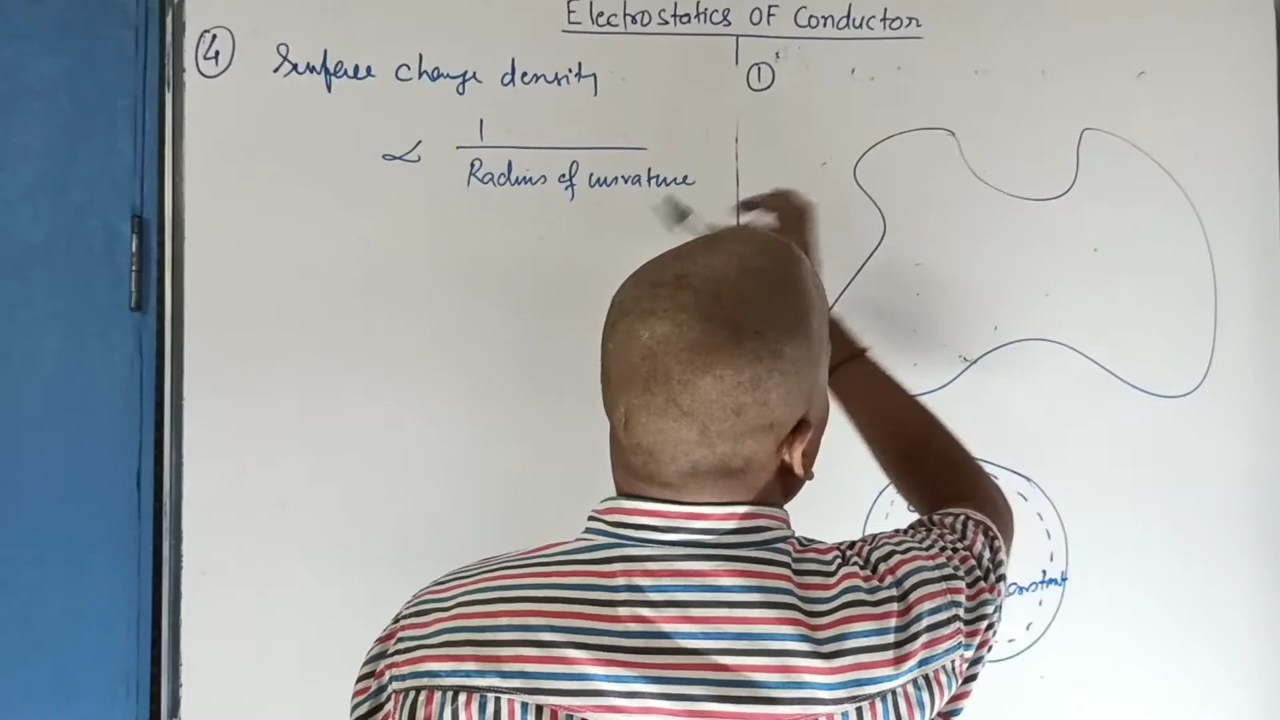 Electrostatics OF Conductor
④ Surface charge density
①
∝ 1
Radius of curvature
constant